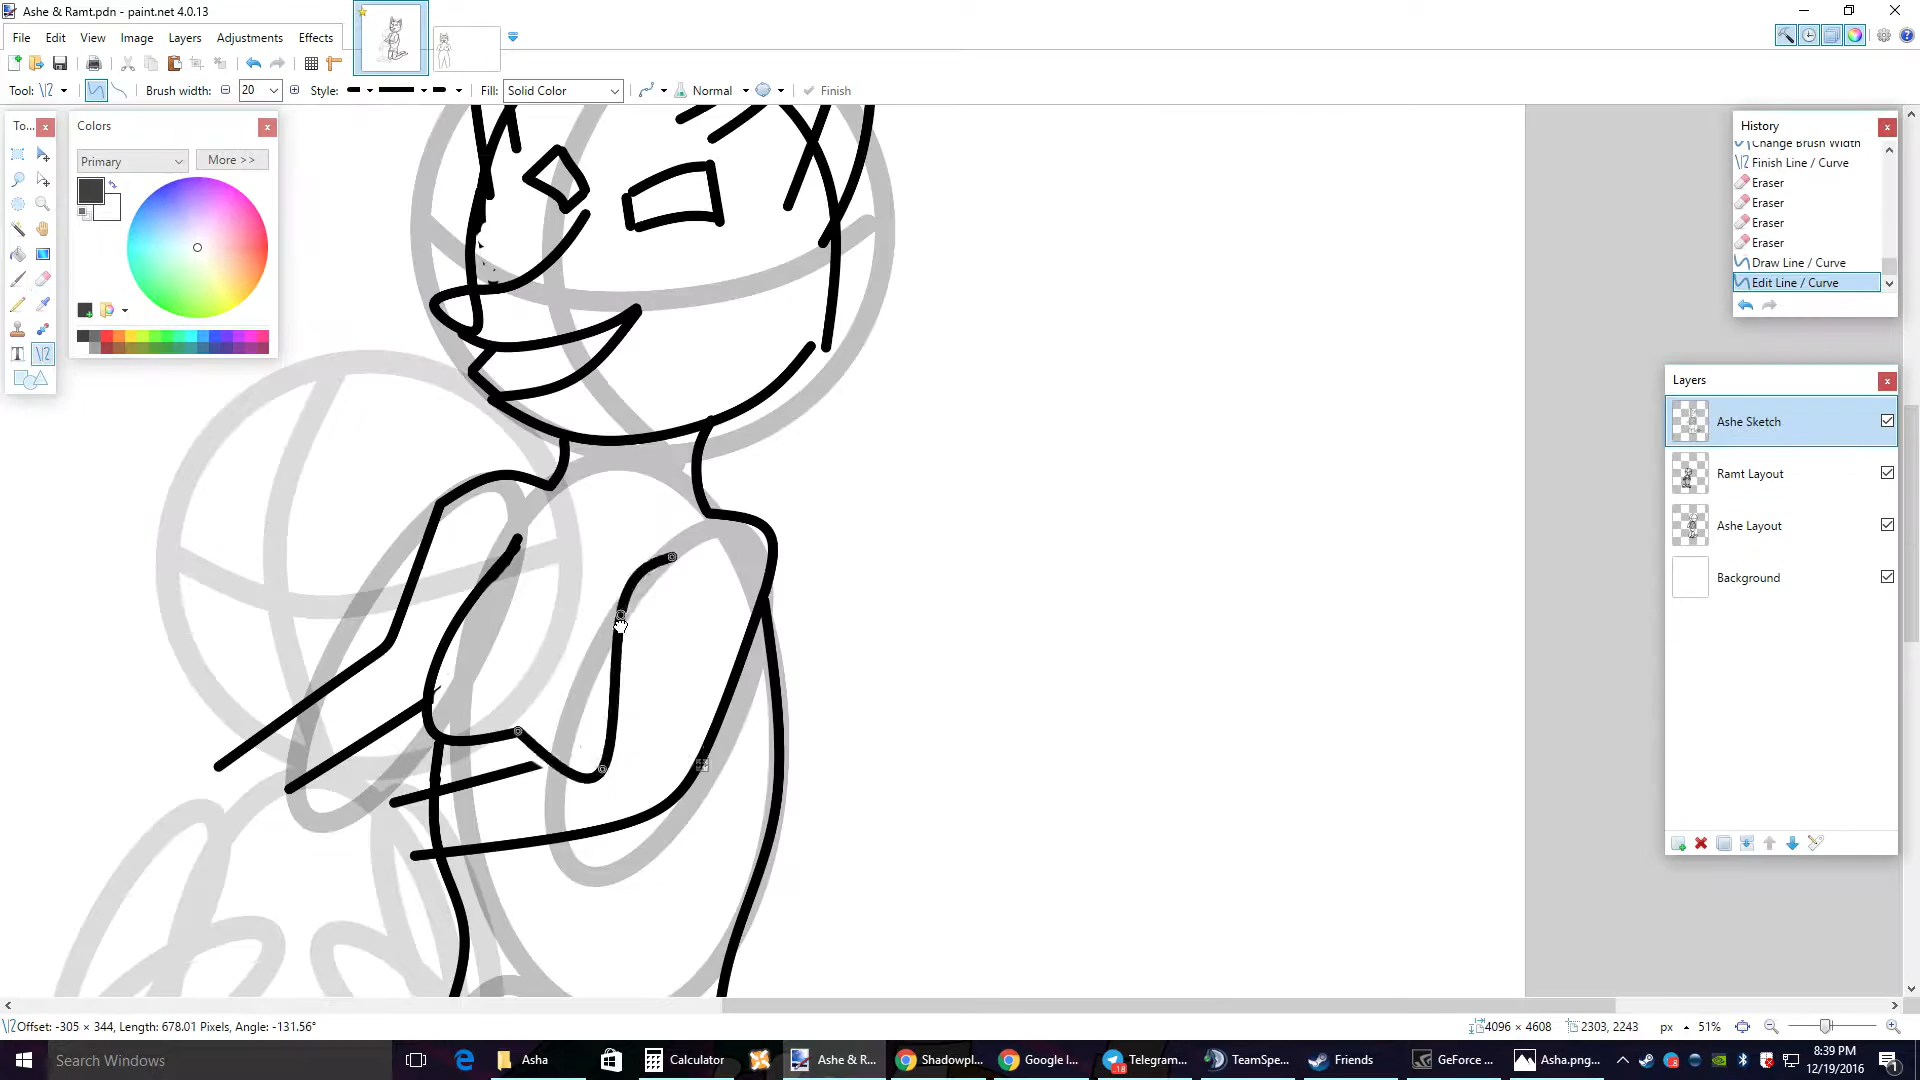 Ashe & Ramt.pdn - paint.net 4.0.13
File Edit View Image Layers Adjustments Effects
Tool: Brush width: 20 Style: Fill: Solid Color Normal Finish
To...
Colors
Primary More >>
History
Change Brush Width
Finish Line / Curve
Eraser
Eraser
Eraser
Eraser
Draw Line / Curve
Edit Line / Curve
Layers
Ashe Sketch
Ramt Layout
Ashe Layout
Background
Offset: -305 × 344, Length: 678.01 Pixels, Angle: -131.56° 4096 × 4608 2303, 2243 px 51%
Search Windows Asha Calculator Ashe & R... Shadowpl... Google I... Telegram... TeamSpe... Friends GeForce ... Asha.png... 8:39 PM
12/19/2016